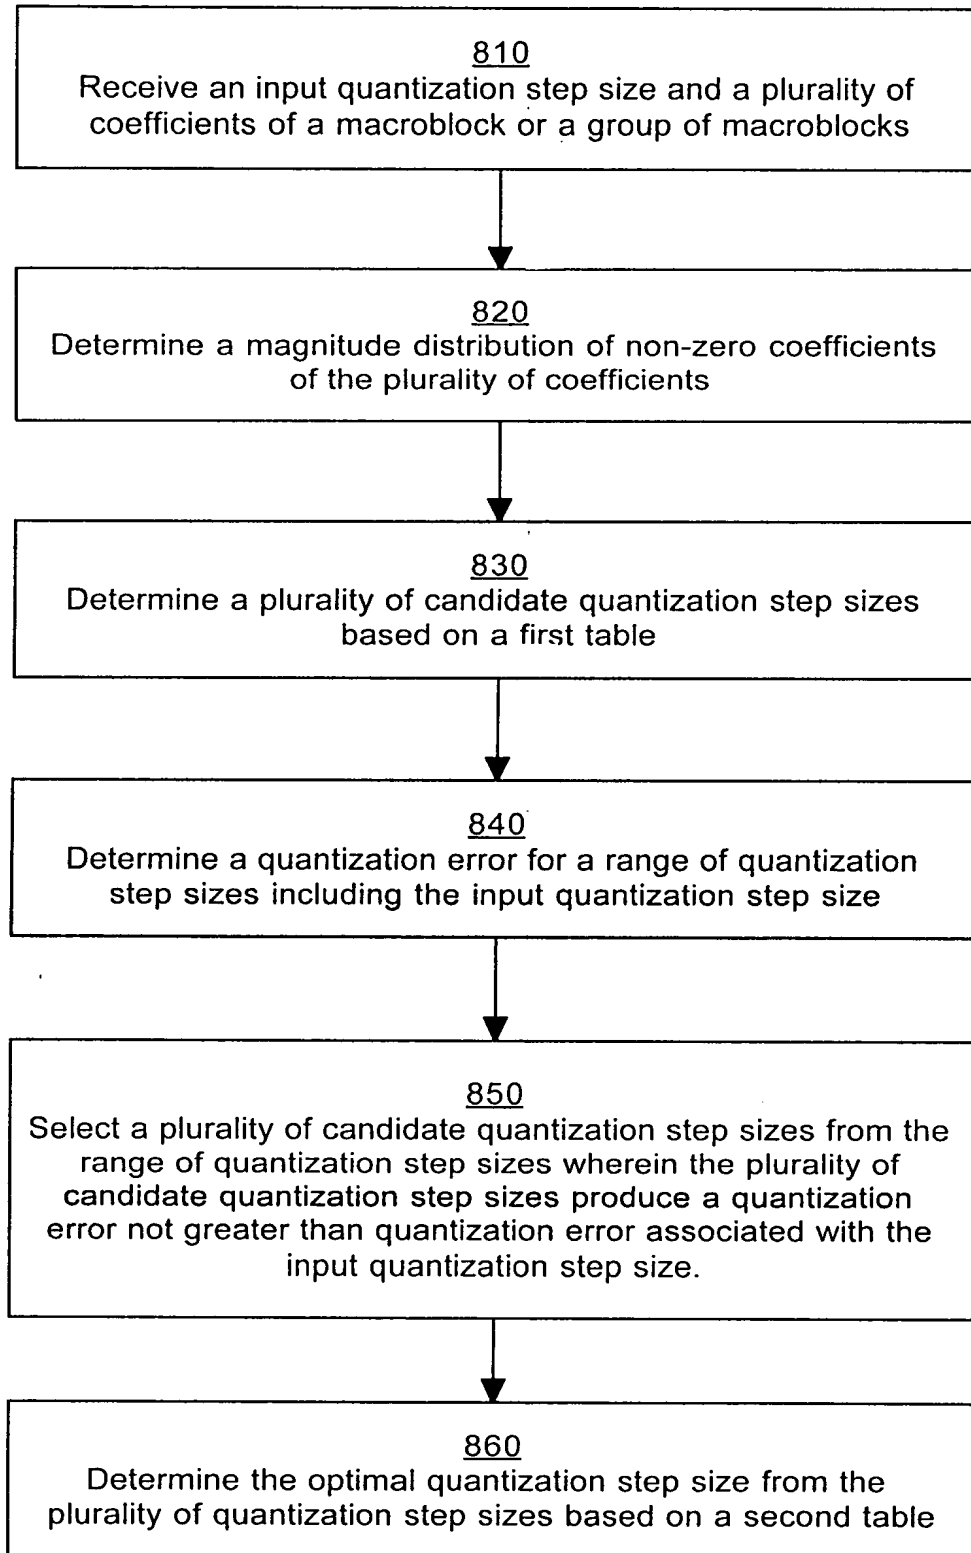 810
Receive an input quantization step size and a plurality of
coefficients of a macroblock or a group of macroblocks
820
Determine a magnitude distribution of non-zero coefficients
of the plurality of coefficients
830
Determine a plurality of candidate quantization step sizes
based on a first table
840
Determine a quantization error for a range of quantization
step sizes including the input quantization step size
850
Select a plurality of candidate quantization step sizes from the
range of quantization step sizes wherein the plurality of
candidate quantization step sizes produce a quantization
error not greater than quantization error associated with the
input quantization step size.
860
Determine the optimal quantization step size from the
plurality of quantization step sizes based on a second table